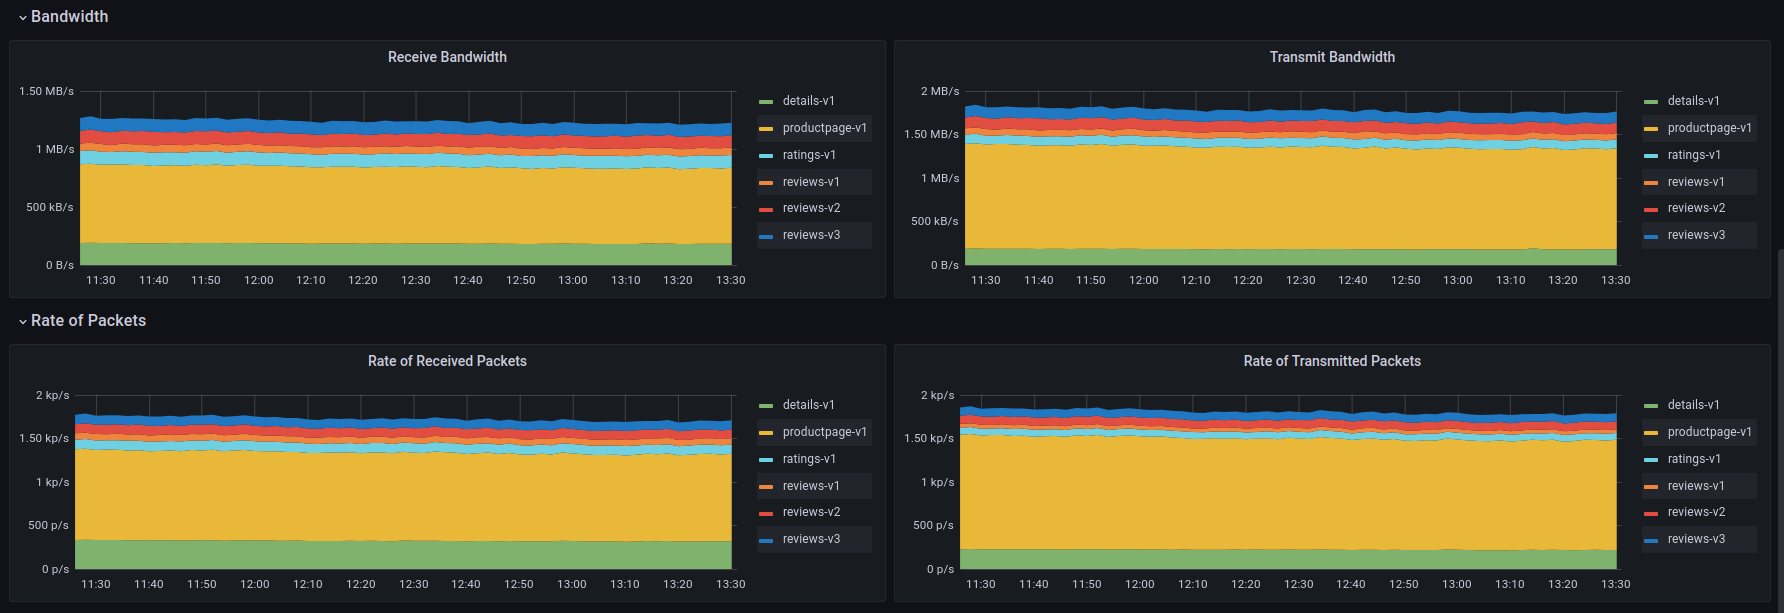 Bandwidth
Receive Bandwidth
1.50 MB/s
1 MB/s
500 kB/s
0 B/s
11:30 11:40 11:50 12:00 12:10 12:20 12:30 12:40 12:50 13:00 13:10 13:20 13:30
details-v1
productpage-v1
ratings-v1
reviews-v1
reviews-v2
reviews-v3
Transmit Bandwidth
2 MB/s
1.50 MB/s
1 MB/s
500 kB/s
0 B/s
11:30 11:40 11:50 12:00 12:10 12:20 12:30 12:40 12:50 13:00 13:10 13:20 13:30
details-v1
productpage-v1
ratings-v1
reviews-v1
reviews-v2
reviews-v3
Rate of Packets
Rate of Received Packets
2 kp/s
1.50 kp/s
1 kp/s
500 p/s
0 p/s
11:30 11:40 11:50 12:00 12:10 12:20 12:30 12:40 12:50 13:00 13:10 13:20 13:30
details-v1
productpage-v1
ratings-v1
reviews-v1
reviews-v2
reviews-v3
Rate of Transmitted Packets
2 kp/s
1.50 kp/s
1 kp/s
500 p/s
0 p/s
11:30 11:40 11:50 12:00 12:10 12:20 12:30 12:40 12:50 13:00 13:10 13:20 13:30
details-v1
productpage-v1
ratings-v1
reviews-v1
reviews-v2
reviews-v3